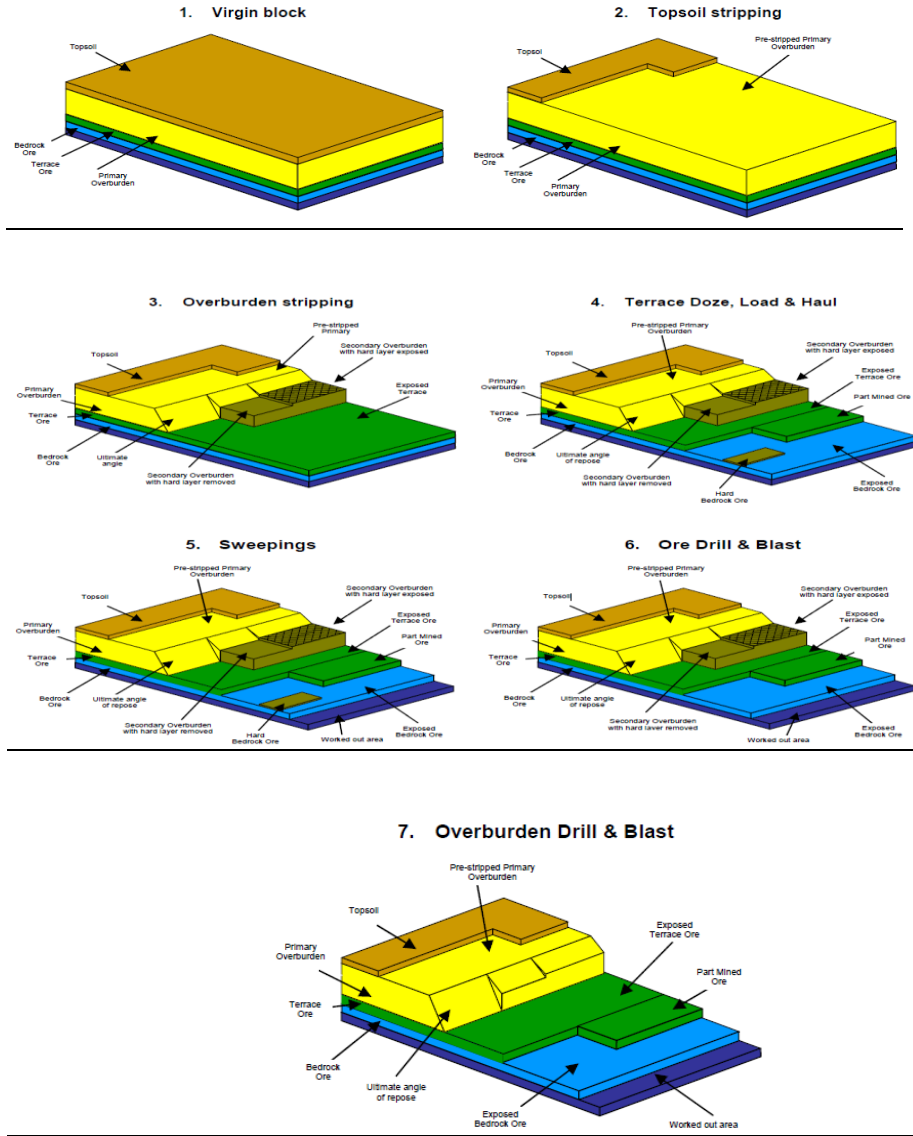 1. Virgin block
Topsoil
Bedrock
Ore
Terrace
Ore
Primary
Overburden
2. Topsoil stripping
Pre-stripped Primary
Overburden
Topsol
Bedrock
Ore
Terrace
Ore
Primary
Overburden
3. Overburden stripping
Pre-stripped
Primary
Secondary Overburden
with hard layer exposed
Topsoil
Exposed
Terrace
Primary
Overburden
Terrace
Ore
Bedrock
Ore
Ultimate
angle
Secondary Overburden
with hard layer removed
4. Terrace Doze, Load & Haul
Pre-stripped Primary
Overburden
Secondary Overburden
with hard layer exposed
Topsoil
Exposed
Terrace Ore
Primary
Overburden
Part Mined Ore
Terrace
Ore
Bedrock
Ore
Ultimate angle
of repose
Secondary Overburden
with hard layer removed
Hard
Bedrock Ore
Exposed
Bedrock Ore
5. Sweepings
Pre-stripped Primary
Overburden
Secondary Overburden
with hard layer exposed
Topsoil
Exposed
Terrace Ore
Primary
Overburden
Part Mined
Ore
Terrace
Ore
Bedrock
Ore
Ultimate angle
of repose
Secondary Overburden
with hard layer removed
Hard
Bedrock Ore
Worked out area
Exposed
Bedrock Ore
6. Ore Drill & Blast
Pre-stripped Primary
Overburden
Secondary Overburden
with hard layer exposed
Topsoil
Exposed
Terrace Ore
Primary
Overburden
Part Mined
Ore
Terrace
Ore
Bedrock
Ore
Ultimate angle
of repose
Secondary Overburden
with hard layer removed
Worked out area
Exposed
Bedrock Ore
7. Overburden Drill & Blast
Pre-stripped Primary
Overburden
Topsoil
Exposed
Terrace Ore
Primary
Overburden
Part Mined
Ore
Terrace
Ore
Bedrock
Ore
Ultimate angle
of repose
Exposed
Bedrock Ore
Worked out area